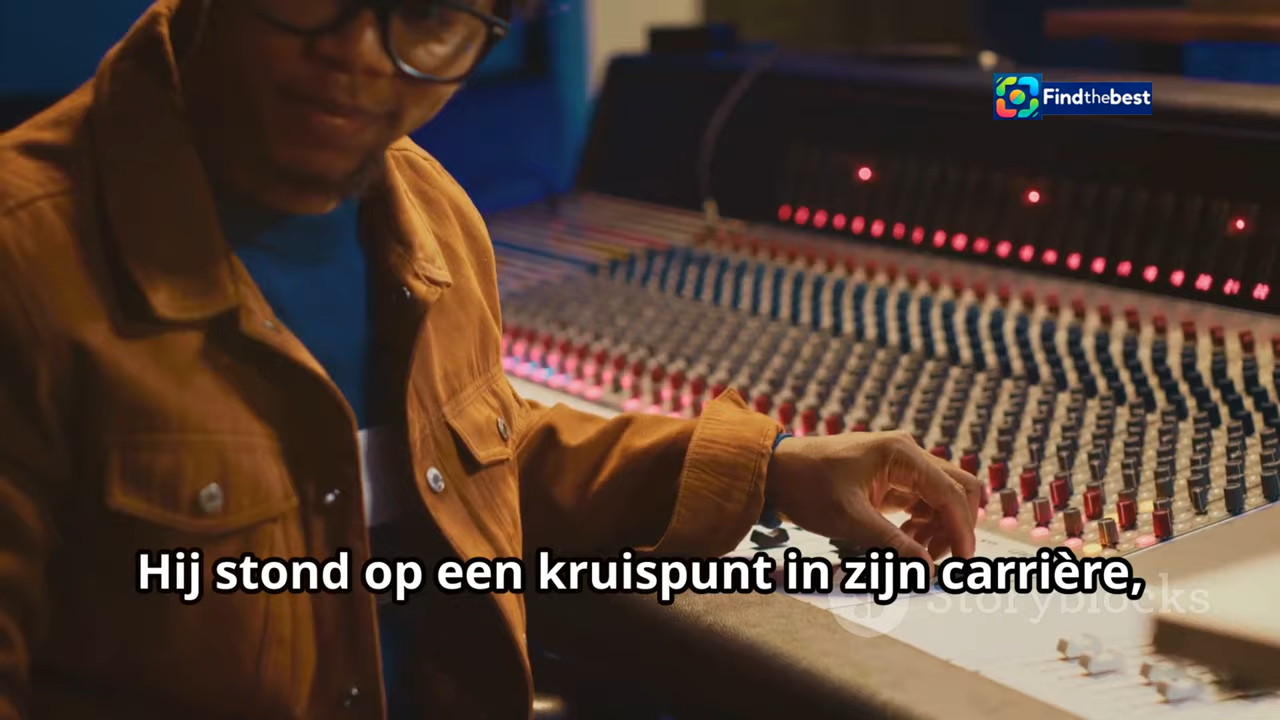 Findthebest
Hij stond op een kruispunt in zijn carrière,
Storyblocks